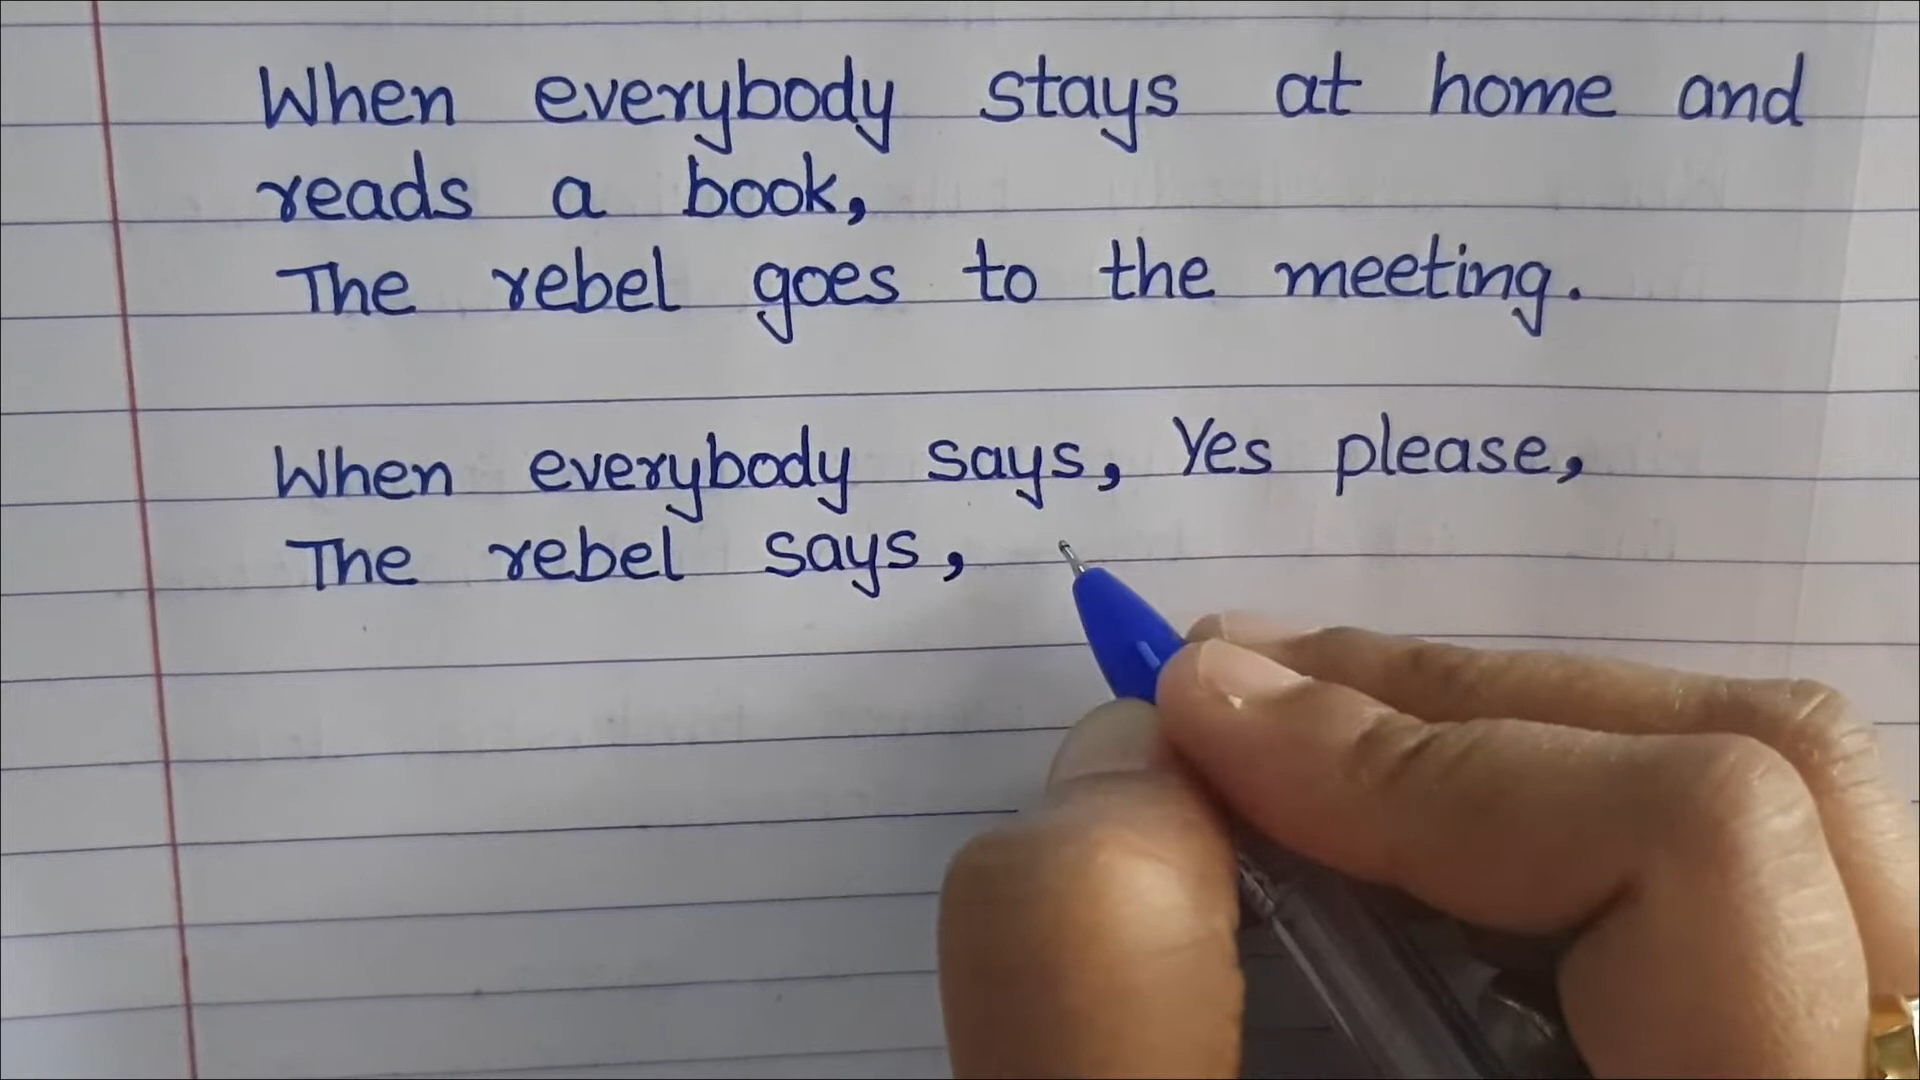 When everybody stays at home and
reads a book,
The rebel goes to the meeting.
When everybody says, Yes please,
The rebel says,